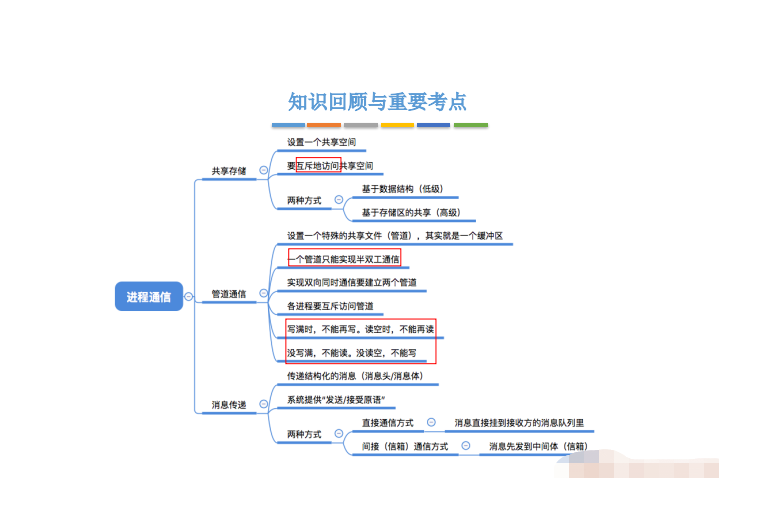 知识回顾与重要考点
设置一个共享空间
共享存储
要互斥地访问共享空间
两种方式
基于数据结构（低级）
基于存储区的共享（高级）
设置一个特殊的共享文件（管道），其实就是一个缓冲区
一个管道只能实现半双工通信
进程通信
管道通信
实现双向同时通信要建立两个管道
各进程要互斥访问管道
写满时，不能再写。读空时，不能再读
没写满，不能读。没读空，不能写
传递结构化的消息（消息头/消息体）
消息传递
系统提供“发送/接受原语”
两种方式
直接通信方式
消息直接挂到接收方的消息队列里
间接（信箱）通信方式
消息先发到中间体（信箱）